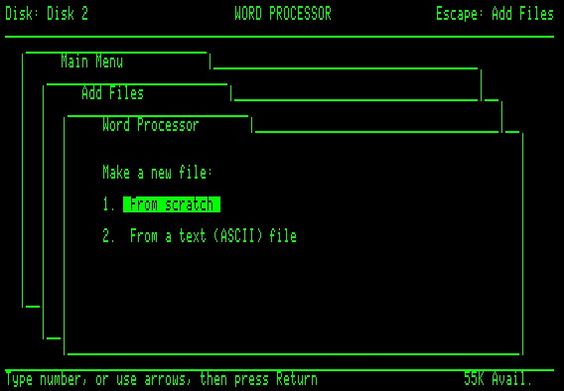 Disk: Disk 2 WORD PROCESSOR Escape: Add Files
Main Menu
Add Files
Word Processor
Make a new file:
1. From scratch
2. From a text (ASCII) file
Type number, or use arrows, then press Return 55K Avail.